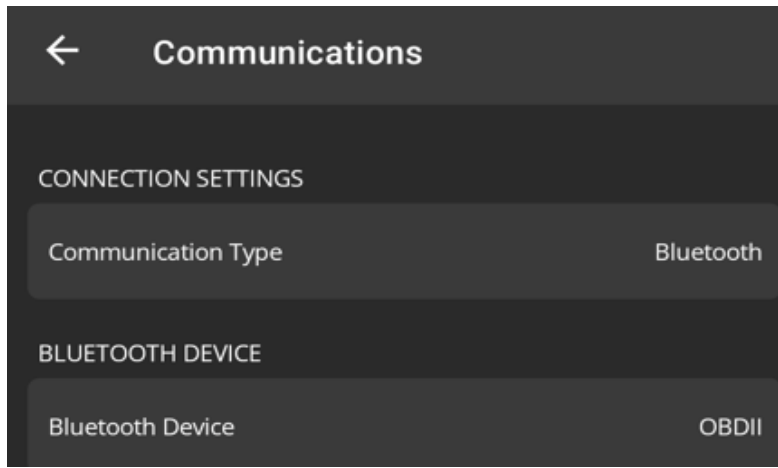 Communications
CONNECTION SETTINGS
Communication Type Bluetooth
BLUETOOTH DEVICE
Bluetooth Device OBDII